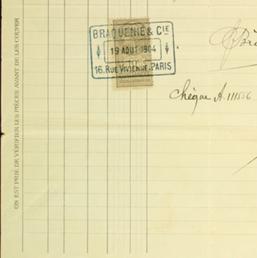 BRAQUENIÉ & CIE
19 AOUT 1904
16, RUE VIVIENNE, PARIS
Chèque A. 111556
ON EST PRIÉ DE VÉRIFIER LES PIÈCES AVANT DE LES COUPER